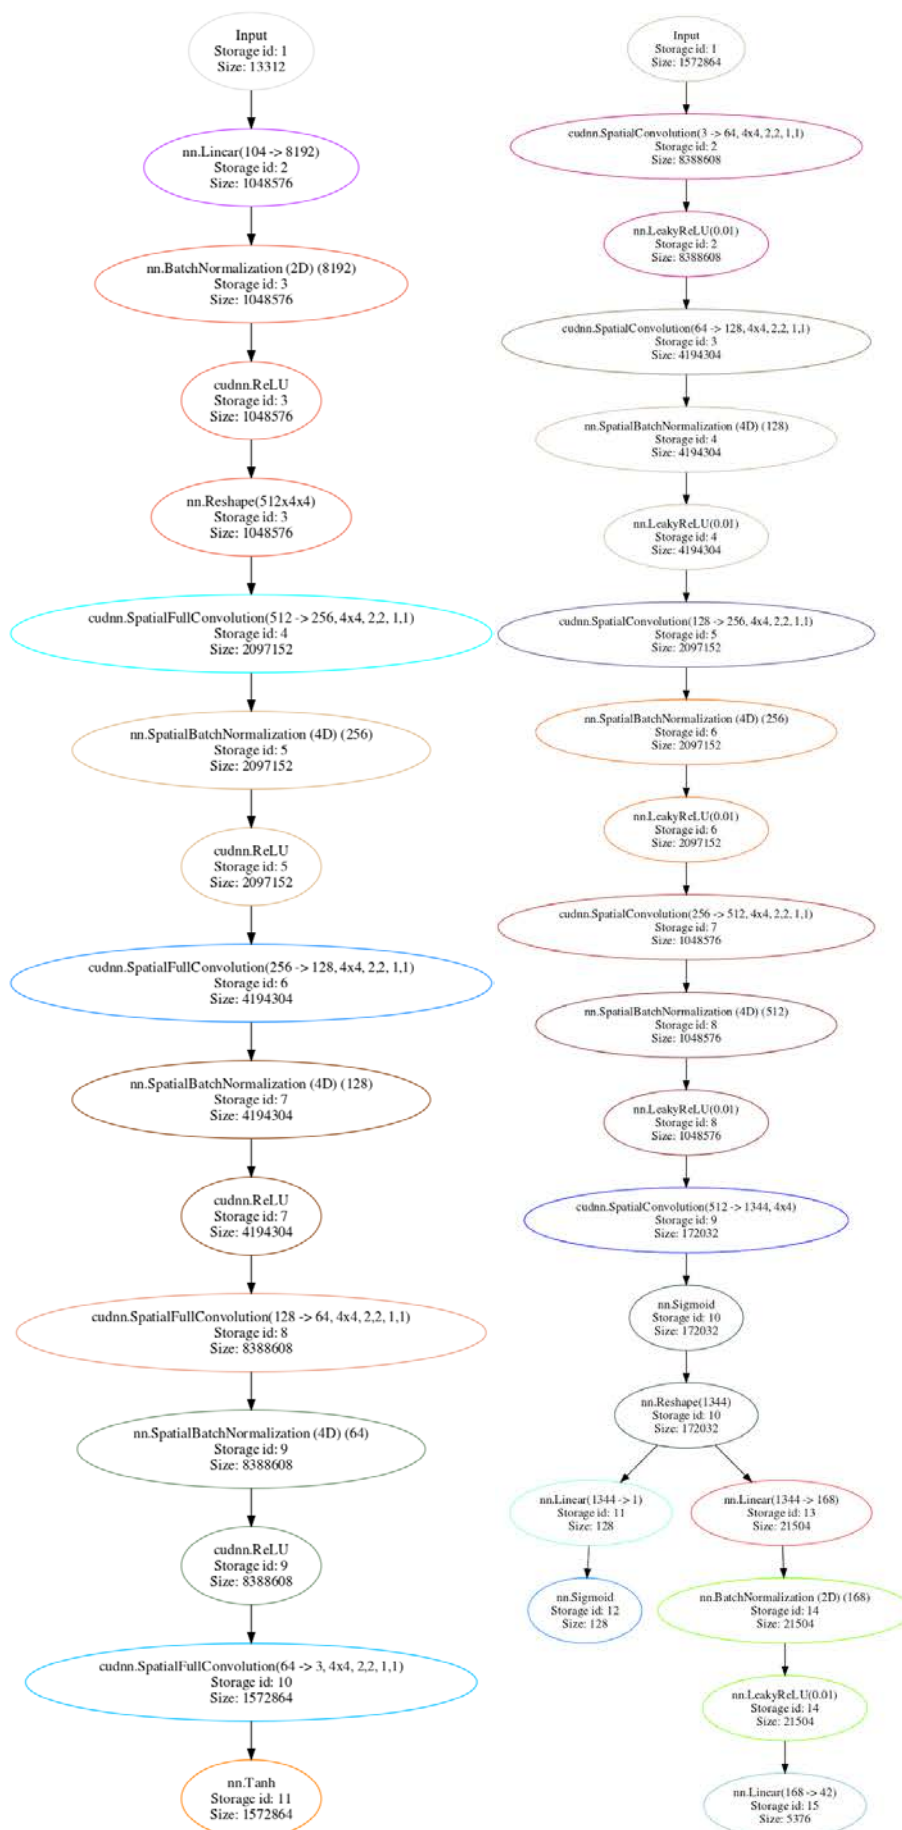 Input
Storage id: 1
Size: 13312
nn.Linear(104 -> 8192)
Storage id: 2
Size: 1048576
nn.BatchNormalization (2D) (8192)
Storage id: 3
Size: 1048576
cudnn.ReLU
Storage id: 3
Size: 1048576
nn.Reshape(512x4x4)
Storage id: 3
Size: 1048576
cudnn.SpatialFullConvolution(512 -> 256, 4x4, 2,2, 1,1)
Storage id: 4
Size: 2097152
nn.SpatialBatchNormalization (4D) (256)
Storage id: 5
Size: 2097152
cudnn.ReLU
Storage id: 5
Size: 2097152
cudnn.SpatialFullConvolution(256 -> 128, 4x4, 2,2, 1,1)
Storage id: 6
Size: 4194304
nn.SpatialBatchNormalization (4D) (128)
Storage id: 7
Size: 4194304
cudnn.ReLU
Storage id: 7
Size: 4194304
cudnn.SpatialFullConvolution(128 -> 64, 4x4, 2,2, 1,1)
Storage id: 8
Size: 8388608
nn.SpatialBatchNormalization (4D) (64)
Storage id: 9
Size: 8388608
cudnn.ReLU
Storage id: 9
Size: 8388608
cudnn.SpatialFullConvolution(64 -> 3, 4x4, 2,2, 1,1)
Storage id: 10
Size: 1572864
nn.Tanh
Storage id: 11
Size: 1572864
Input
Storage id: 1
Size: 1572864
cudnn.SpatialConvolution(3 -> 64, 4x4, 2,2, 1,1)
Storage id: 2
Size: 8388608
nn.LeakyReLU(0.01)
Storage id: 2
Size: 8388608
cudnn.SpatialConvolution(64 -> 128, 4x4, 2,2, 1,1)
Storage id: 3
Size: 4194304
nn.SpatialBatchNormalization (4D) (128)
Storage id: 4
Size: 4194304
nn.LeakyReLU(0.01)
Storage id: 4
Size: 4194304
cudnn.SpatialConvolution(128 -> 256, 4x4, 2,2, 1,1)
Storage id: 5
Size: 2097152
nn.SpatialBatchNormalization (4D) (256)
Storage id: 6
Size: 2097152
nn.LeakyReLU(0.01)
Storage id: 6
Size: 2097152
cudnn.SpatialConvolution(256 -> 512, 4x4, 2,2, 1,1)
Storage id: 7
Size: 1048576
nn.SpatialBatchNormalization (4D) (512)
Storage id: 8
Size: 1048576
nn.LeakyReLU(0.01)
Storage id: 8
Size: 1048576
cudnn.SpatialConvolution(512 -> 1344, 4x4)
Storage id: 9
Size: 172032
nn.Sigmoid
Storage id: 10
Size: 172032
nn.Reshape(1344)
Storage id: 10
Size: 172032
nn.Linear(1344 -> 1)
Storage id: 11
Size: 128
nn.Sigmoid
Storage id: 12
Size: 128
nn.Linear(1344 -> 168)
Storage id: 13
Size: 21504
nn.BatchNormalization (2D) (168)
Storage id: 14
Size: 21504
nn.LeakyReLU(0.01)
Storage id: 14
Size: 21504
nn.Linear(168 -> 42)
Storage id: 15
Size: 5376